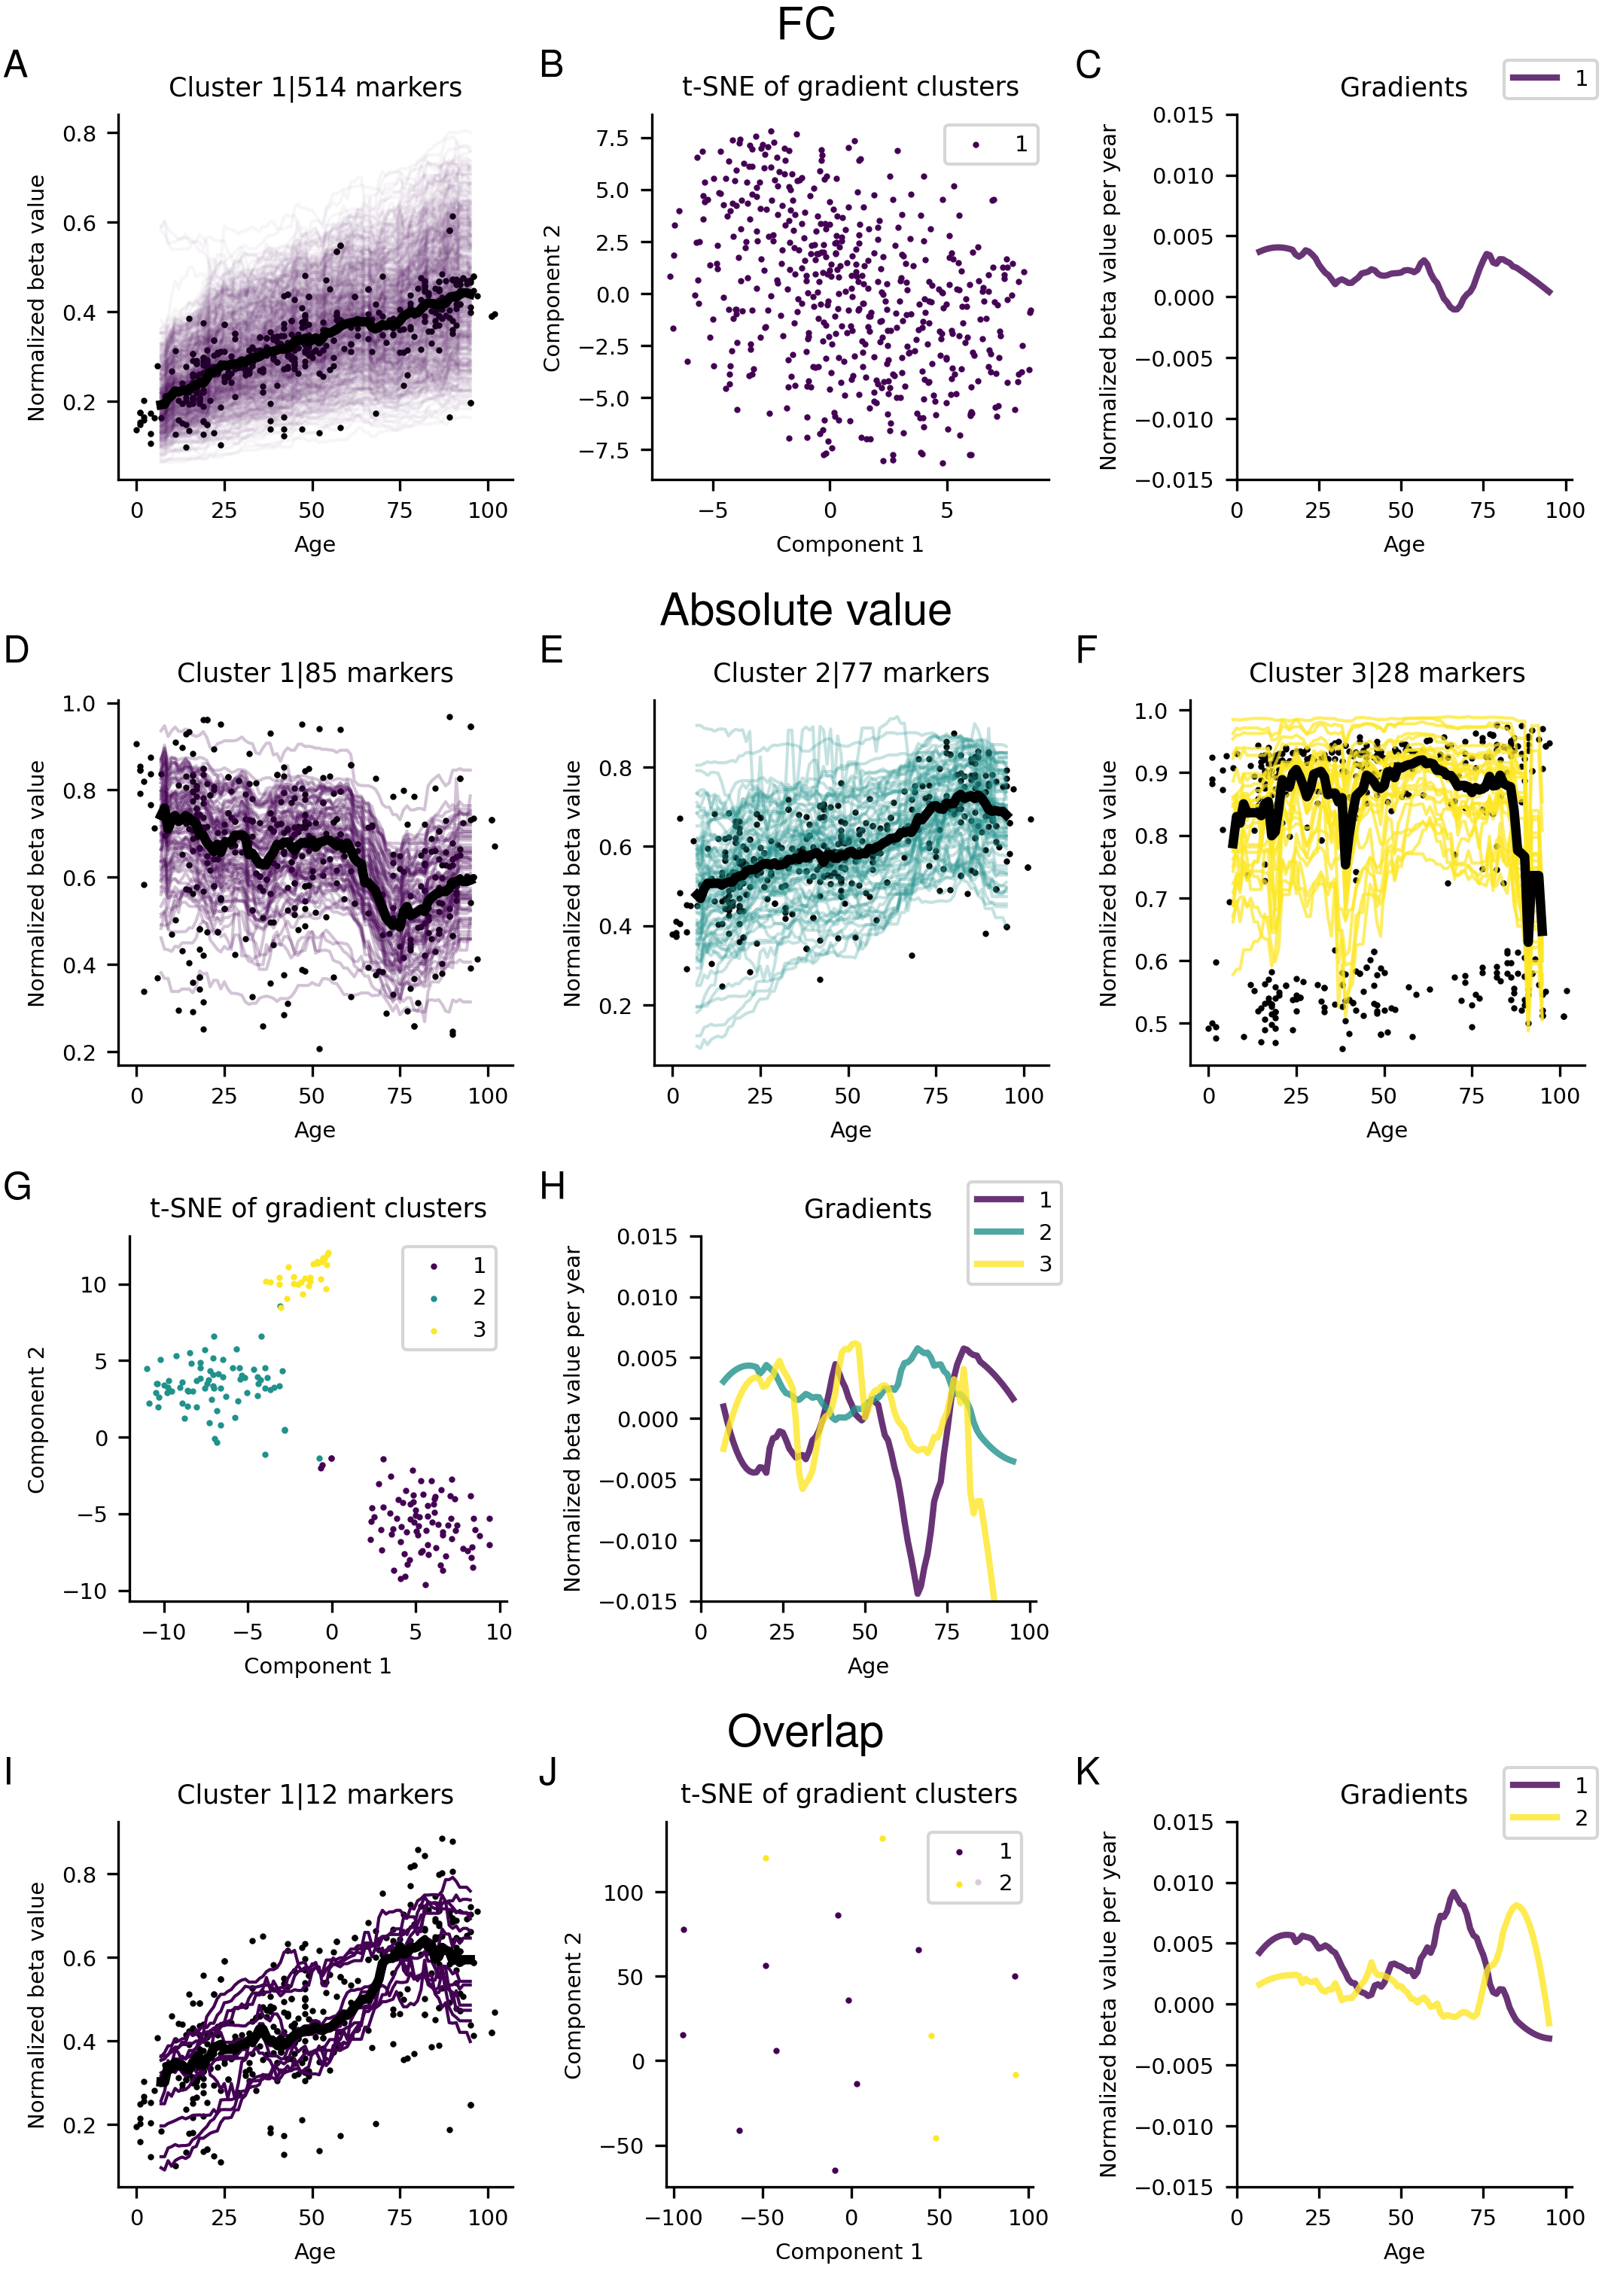 FC
A
Cluster 1|514 markers
Normalized beta value
0.8
0.6
0.4
0.2
0 25 50 75 100
Age
B
t-SNE of gradient clusters
1
Component 2
7.5
5.0
2.5
0.0
−2.5
−5.0
−7.5
−5 0 5
Component 1
C
Gradients
1
Normalized beta value per year
0.015
0.010
0.005
0.000
−0.005
−0.010
−0.015
0 25 50 75 100
Age
Absolute value
D
Cluster 1|85 markers
Normalized beta value
1.0
0.8
0.6
0.4
0.2
0 25 50 75 100
Age
E
Cluster 2|77 markers
Normalized beta value
0.8
0.6
0.4
0.2
0 25 50 75 100
Age
F
Cluster 3|28 markers
Normalized beta value
1.0
0.9
0.8
0.7
0.6
0.5
0 25 50 75 100
Age
G
t-SNE of gradient clusters
1
2
3
Component 2
10
5
0
−5
−10
−10 −5 0 5 10
Component 1
H
Gradients
1
2
3
Normalized beta value per year
0.015
0.010
0.005
0.000
−0.005
−0.010
−0.015
0 25 50 75 100
Age
Overlap
I
Cluster 1|12 markers
Normalized beta value
0.8
0.6
0.4
0.2
0 25 50 75 100
Age
J
t-SNE of gradient clusters
1
2
Component 2
100
50
0
−50
−100 −50 0 50 100
Component 1
K
Gradients
1
2
Normalized beta value per year
0.015
0.010
0.005
0.000
−0.005
−0.010
−0.015
0 25 50 75 100
Age